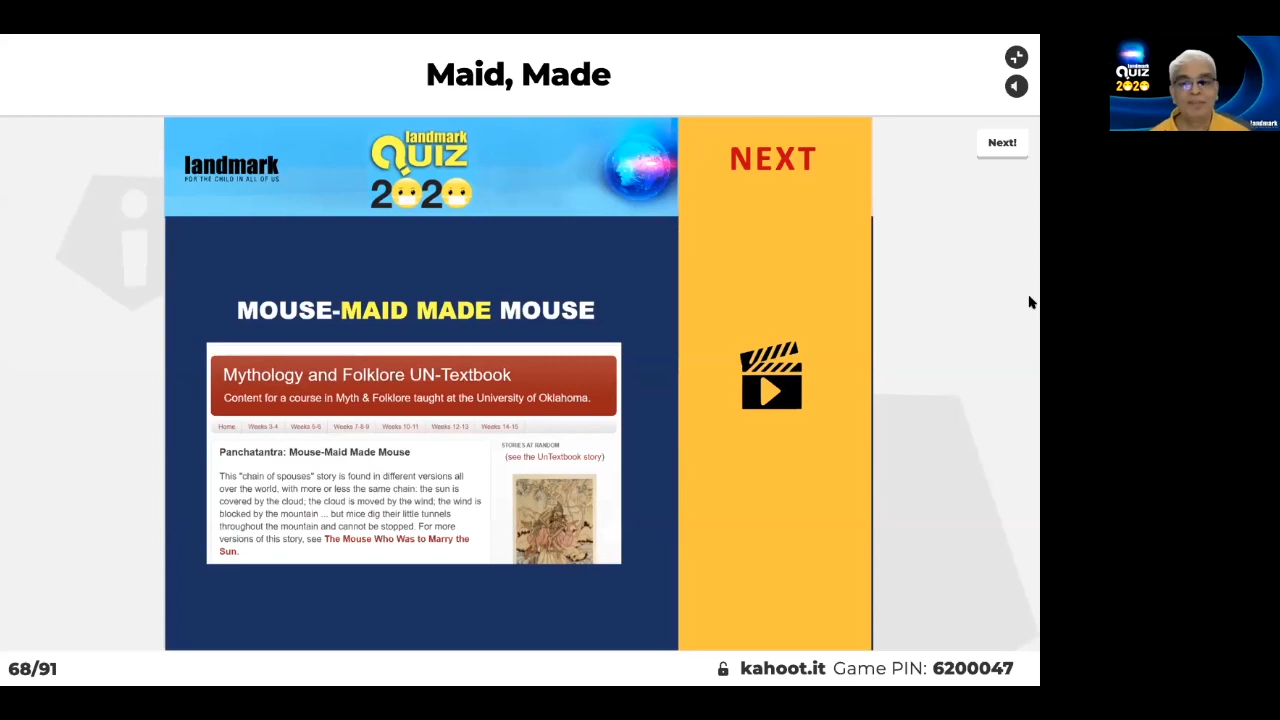 Maid, Made
landmark
QUIZ
2020
landmark
Next!
landmark
FOR THE CHILD IN ALL OF US
landmark
QUIZ
2020
NEXT
MOUSE-MAID MADE MOUSE
Mythology and Folklore UN-Textbook
Content for a course in Myth & Folklore taught at the University of Oklahoma.
Home Weeks 3-4 Weeks 5-6 Weeks 7-8-9 Weeks 10-11 Weeks 12-13 Weeks 14-15
Panchatantra: Mouse-Maid Made Mouse
This "chain of spouses" story is found in different versions all
over the world, with more or less the same chain: the sun is
covered by the cloud; the cloud is moved by the wind; the wind is
blocked by the mountain ... but mice dig their little tunnels
throughout the mountain and cannot be stopped. For more
versions of this story, see The Mouse Who Was to Marry the
Sun.
STORIES AT RANDOM
(see the UnTextbook story)
68/91
kahoot.it Game PIN: 6200047